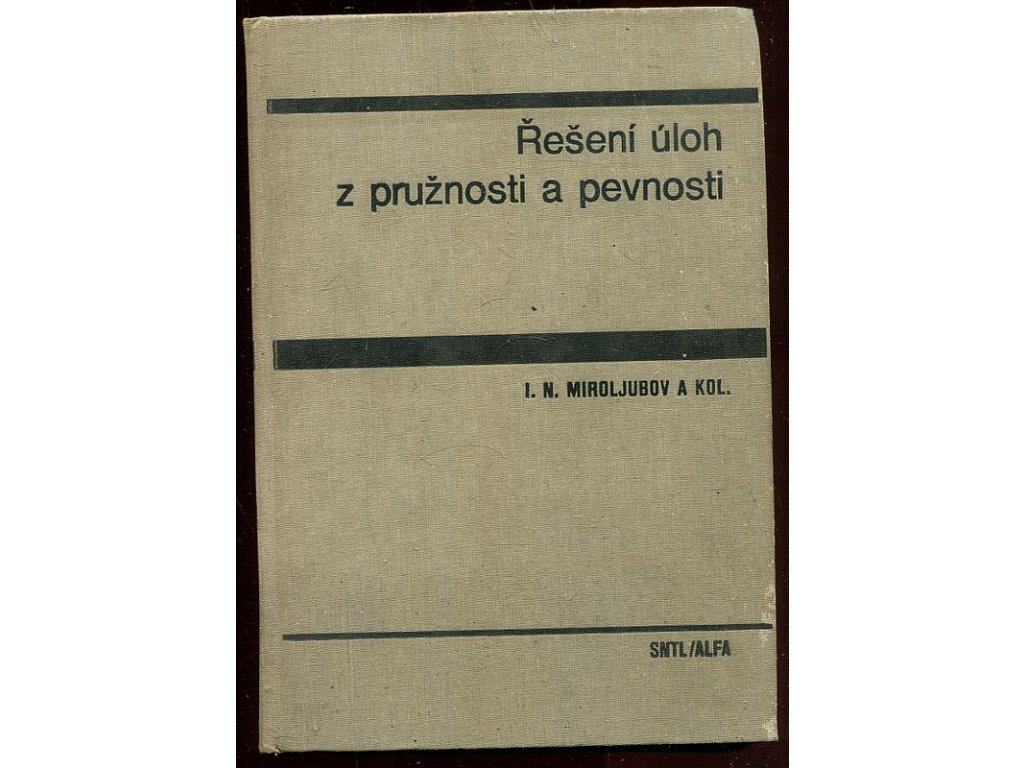 Řešení úloh
z pružnosti a pevnosti
I. N. MIROLJUBOV A KOL.
SNTL/ALFA